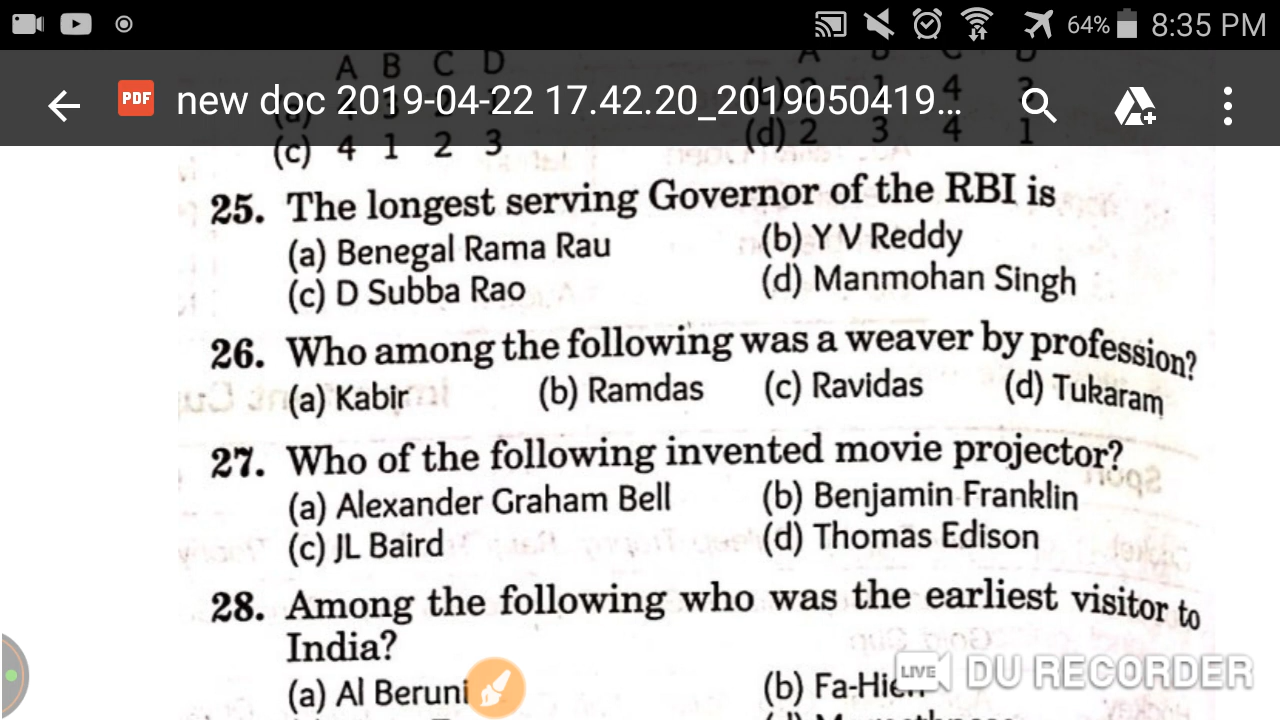 64% 8:35 PM
A B C D
PDF new doc 2019-04-22 17.42.20_2019050419...
(c) 4 1 2 3 (d) 2 3 4 1
25. The longest serving Governor of the RBI is
(a) Benegal Rama Rau (b) Y V Reddy
(c) D Subba Rao (d) Manmohan Singh
26. Who among the following was a weaver by profession?
(a) Kabir (b) Ramdas (c) Ravidas (d) Tukaram
27. Who of the following invented movie projector?
(a) Alexander Graham Bell (b) Benjamin Franklin
(c) JL Baird (d) Thomas Edison
28. Among the following who was the earliest visitor to
India?
(a) Al Beruni (b) Fa-Hien
LIVE DU RECORDER